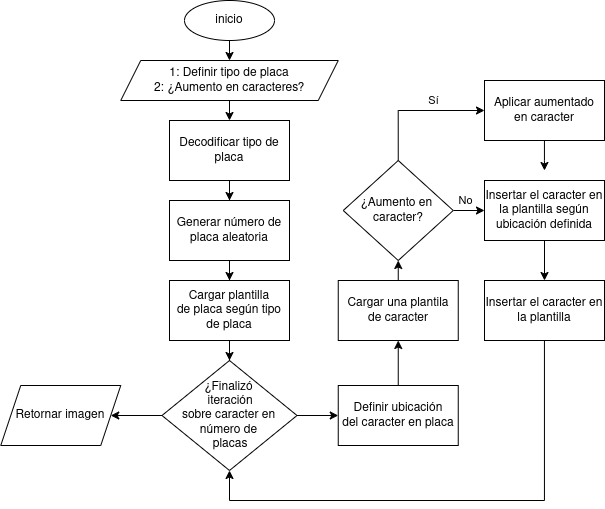 inicio
1: Definir tipo de placa
2: ¿Aumento en caracteres?
Decodificar tipo de
placa
Generar número de
placa aleatoria
Cargar plantilla
de placa según tipo
de placa
¿Finalizó
iteración
sobre caracter en
número de
placas
Retornar imagen
Definir ubicación
del caracter en placa
Cargar una plantila
de caracter
¿Aumento en
caracter?
Sí
No
Aplicar aumentado
en caracter
Insertar el caracter en
la plantilla según
ubicación definida
Insertar el caracter en
la plantilla